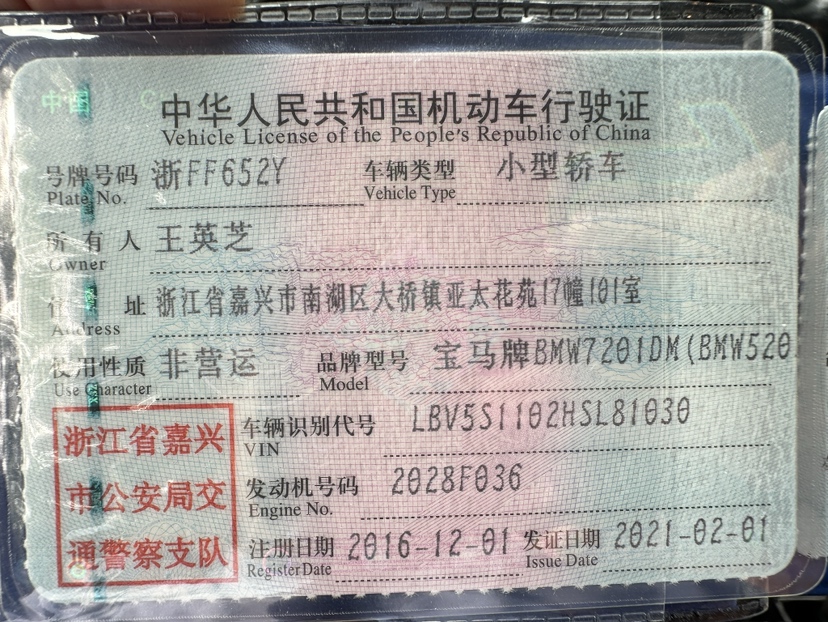 中国
中华人民共和国机动车行驶证
Vehicle License of the People's Republic of China
号牌号码 浙FF652Y 车辆类型 小型轿车
Plate No. Vehicle Type
所有人 王英芝
Owner
住址 浙江省嘉兴市南湖区大桥镇亚太花苑17幢101室
Address
使用性质 非营运 品牌型号 宝马牌BMW7201DM(BMW520
Use Character Model
浙江省嘉兴
市公安局交
通警察支队
车辆识别代号 LBV5S1102HSL81030
VIN
发动机号码 2028F036
Engine No.
注册日期 2016-12-01 发证日期 2021-02-01
Register Date Issue Date